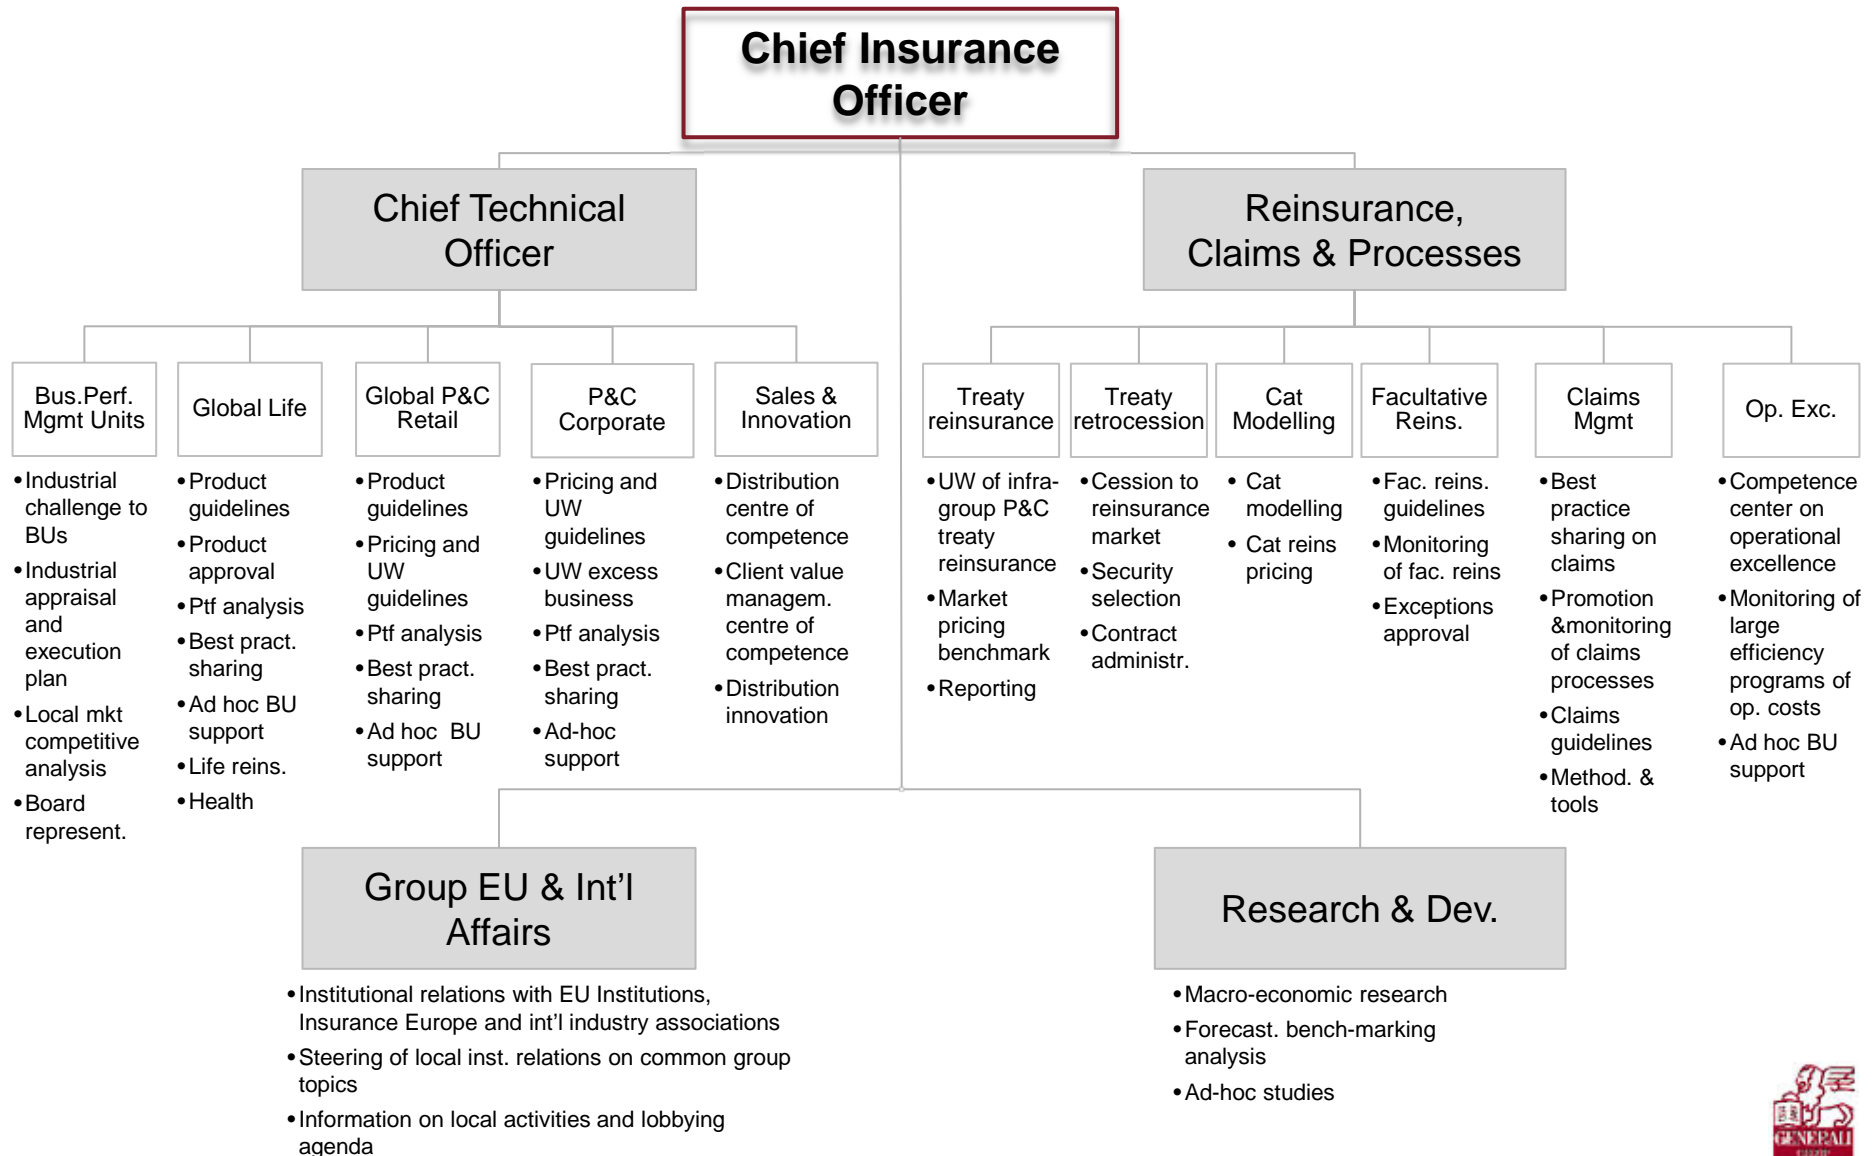 Chief Insurance
Officer
Chief Technical
Officer
Reinsurance,
Claims & Processes
Bus.Perf.
Mgmt Units
Global Life
Global P&C
Retail
P&C
Corporate
Sales &
Innovation
Treaty
reinsurance
Treaty
retrocession
Cat
Modelling
Facultative
Reins.
Claims
Mgmt
Op. Exc.
•Industrial
challenge to
BUs
•Industrial
appraisal
and
execution
plan
•Local mkt
competitive
analysis
•Board
represent.
•Product
guidelines
•Product
approval
•Ptf analysis
•Best pract.
sharing
•Ad hoc BU
support
•Life reins.
•Health
•Product
guidelines
•Pricing and
UW
guidelines
•Ptf analysis
•Best pract.
sharing
•Ad hoc  BU
support
•Pricing and
UW
guidelines
•UW excess
business
•Ptf analysis
•Best pract.
sharing
•Ad-hoc
support
•Distribution
centre of
competence
•Client value
managem.
centre of
competence
•Distribution
innovation
•UW of infra-
group P&C
treaty
reinsurance
•Market
pricing
benchmark
•Reporting
•Cession to
reinsurance
market
•Security
selection
•Contract
administr.
• Cat
modelling
• Cat reins
pricing
•Fac. reins.
guidelines
•Monitoring
of fac. reins
•Exceptions
approval
•Best
practice
sharing on
claims
•Promotion
&monitoring
of claims
processes
•Claims
guidelines
•Method. &
tools
•Competence
center on
operational
excellence
•Monitoring of
large
efficiency
programs of
op. costs
•Ad hoc BU
support
Group EU & Int’l
Affairs
Research & Dev.
•Institutional relations with EU Institutions,
Insurance Europe and int’l industry associations
•Steering of local inst. relations on common group
topics
•Information on local activities and lobbying
agenda
•Macro-economic research
•Forecast. bench-marking
analysis
•Ad-hoc studies
GENERALI